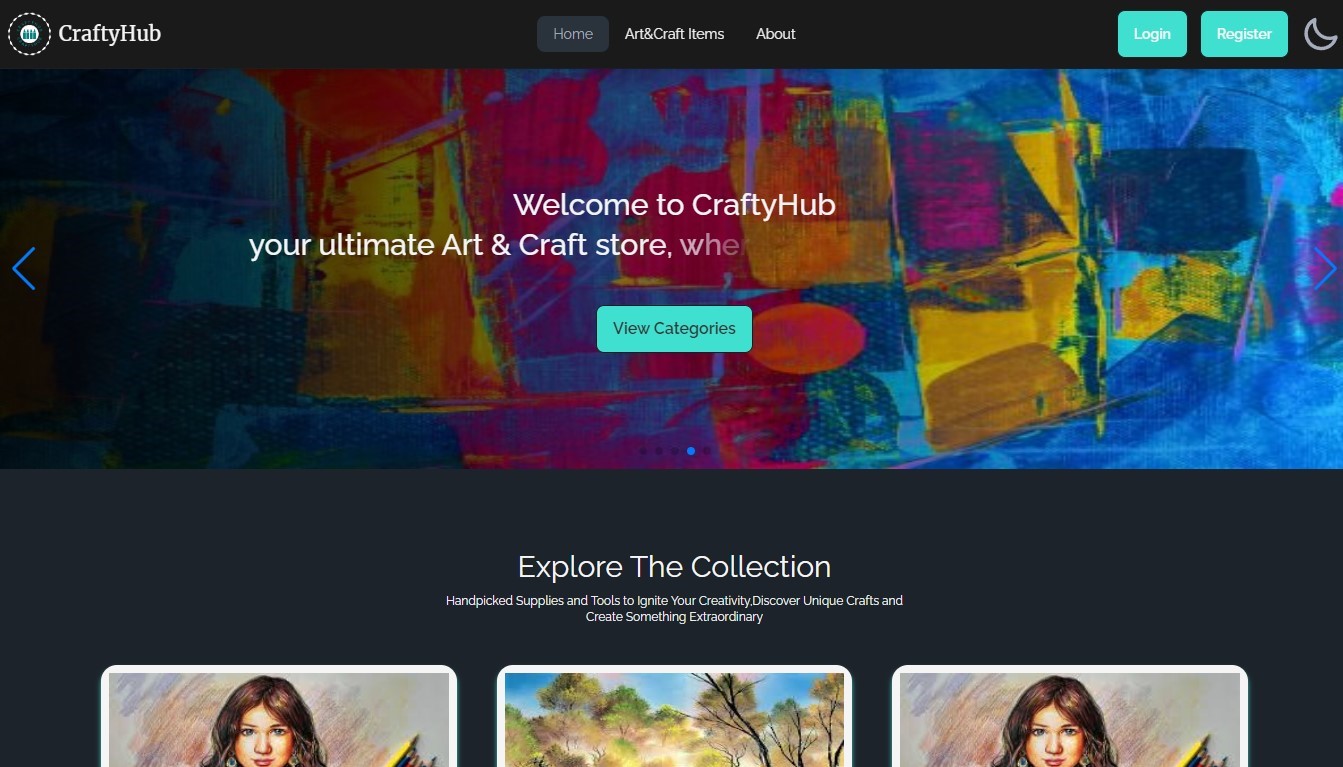 CraftyHub
Home
Art&Craft Items
About
Login
Register
Welcome to CraftyHub
your ultimate Art & Craft store,
View Categories
Explore The Collection
Handpicked Supplies and Tools to Ignite Your Creativity,Discover Unique Crafts and
Create Something Extraordinary